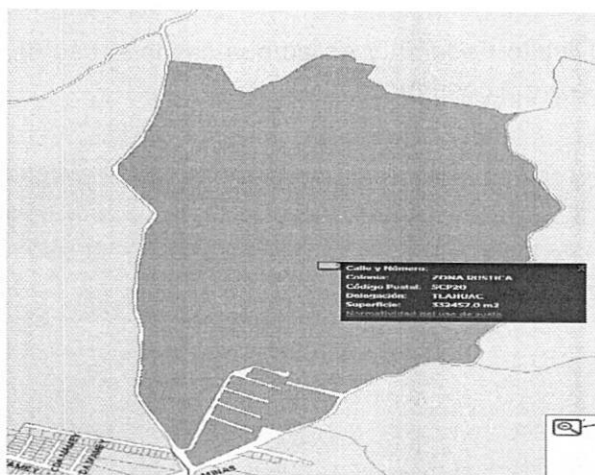 Calle y Número:
Colonia: ZONA RUSTICA
Código Postal: SCP20
Delegación: TLAHUAC
Superficie: 332457.0 m2
Normatividad del uso de suelo
MINAS